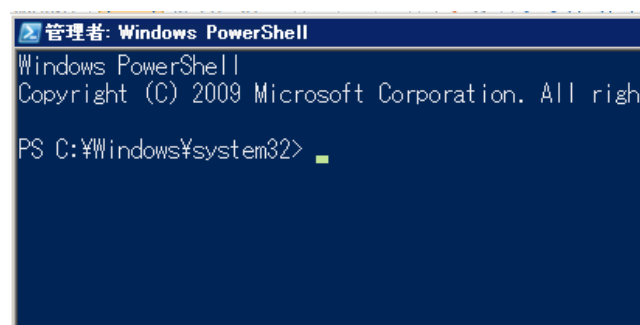 管理者: Windows PowerShell
Windows PowerShell
Copyright (C) 2009 Microsoft Corporation. All righ
PS C:¥Windows¥system32>